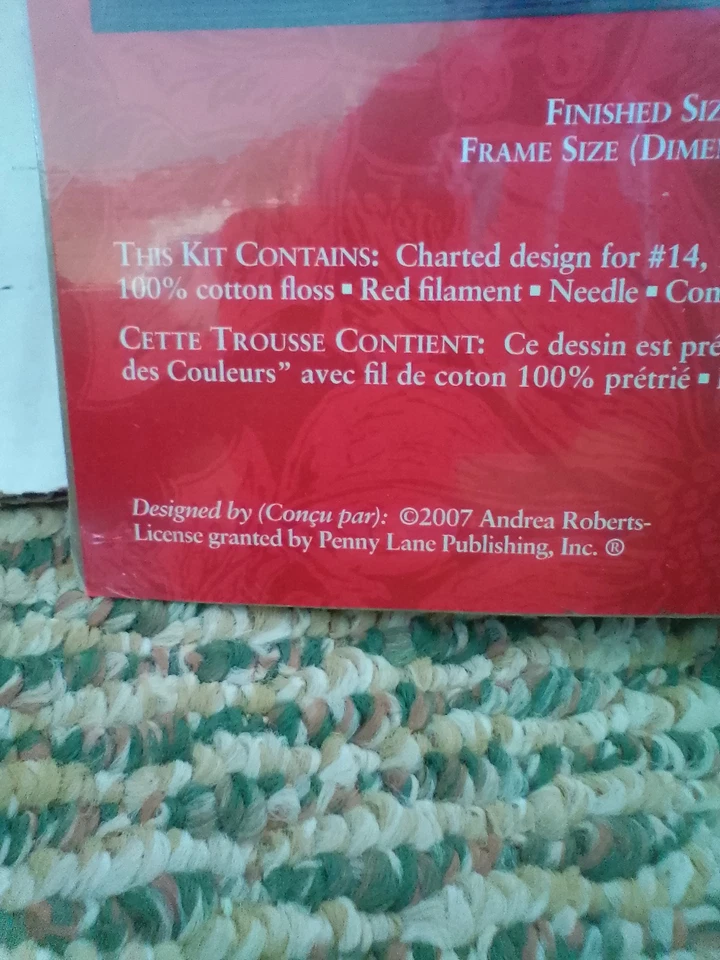 FINISHED SIZ
FRAME SIZE (DIME
THIS KIT CONTAINS: Charted design for #14,
100% cotton floss ▪ Red filament ▪ Needle ▪ Com
CETTE TROUSSE CONTIENT: Ce dessin est pré
des Couleurs” avec fil de coton 100% prétrié ▪
Designed by (Conçu par): ©2007 Andrea Roberts-
License granted by Penny Lane Publishing, Inc. ®